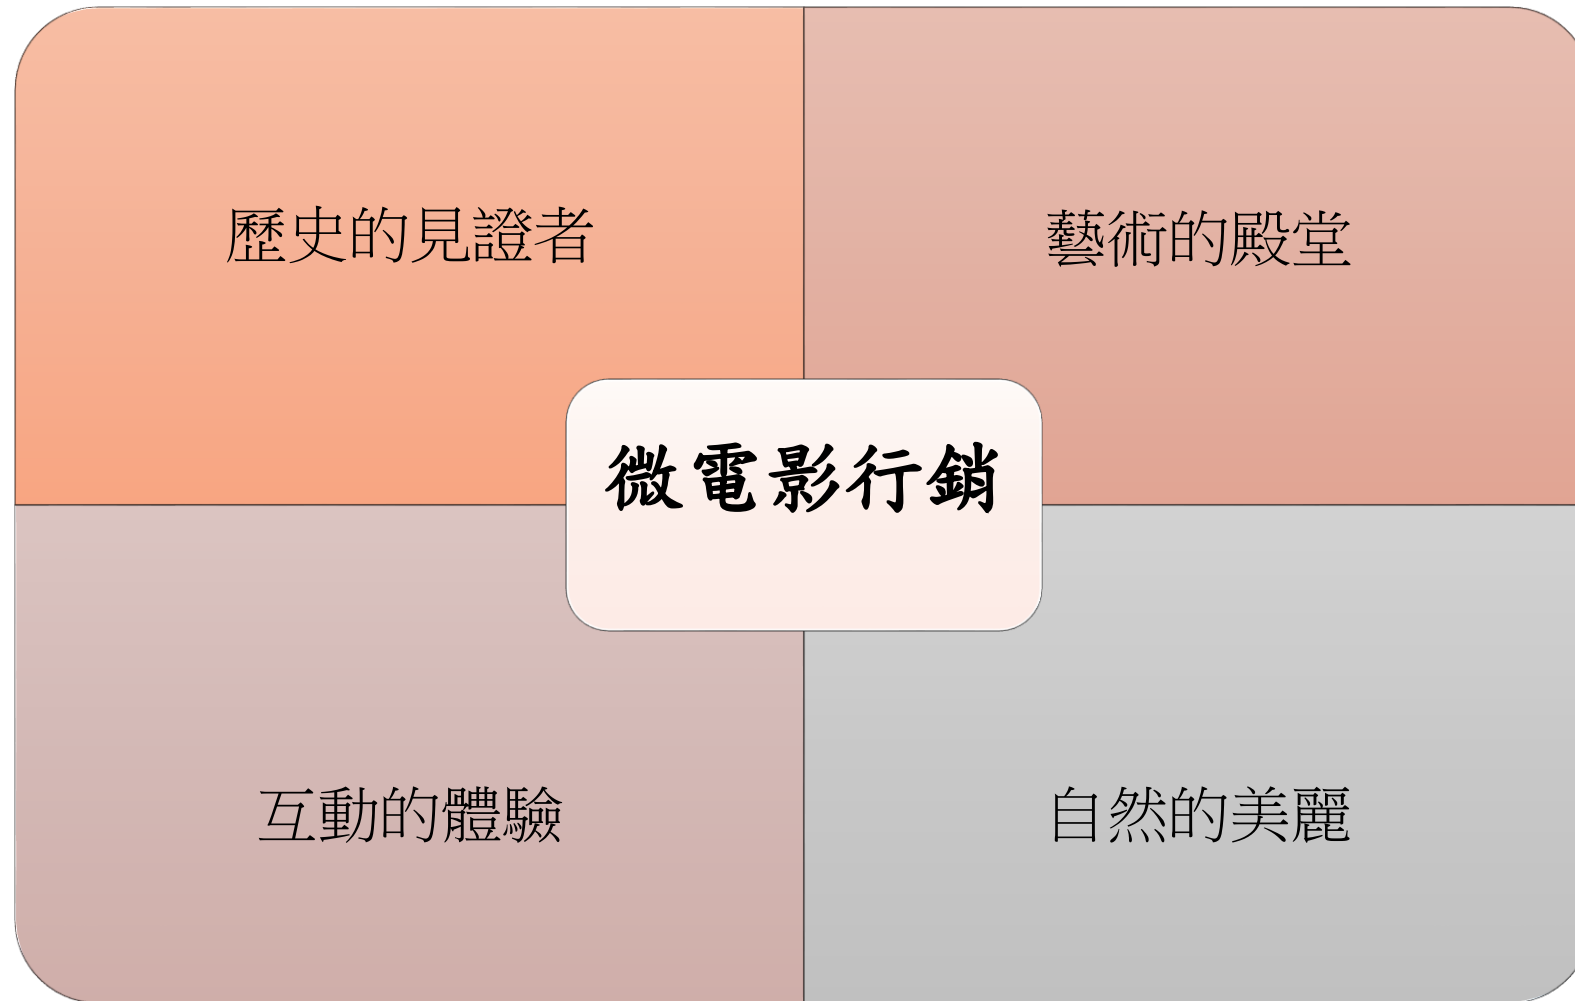 歷史的見證者
藝術的殿堂
微電影行銷
互動的體驗
自然的美麗